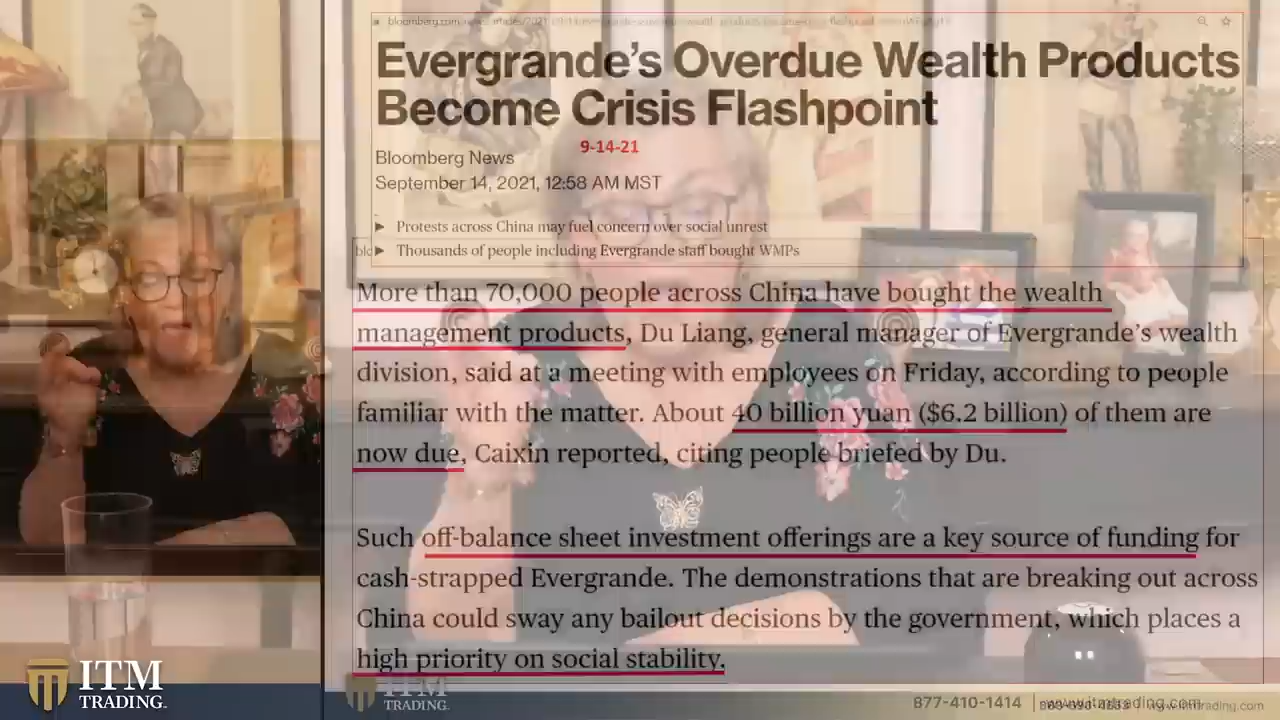 Evergrande's Overdue Wealth Products
Become Crisis Flashpoint
9-14-21
Bloomberg News
September 14, 2021, 12:58 AM MST
▶ Protests across China may fuel concern over social unrest
blo
▶ Thousands of people including Evergrande staff bought WMPs
More than 70,000 people across China have bought the wealth
management products, Du Liang, general manager of Evergrande's wealth
division, said at a meeting with employees on Friday, according to people
familiar with the matter. About 40 billion yuan ($6.2 billion) of them are
now due, Caixin reported, citing people briefed by Du.
Such off-balance sheet investment offerings are a key source of funding for
cash-strapped Evergrande. The demonstrations that are breaking out across
China could sway any bailout decisions by the government, which places a
high priority on social stability.
ITM
TRADING.
ITM
TRADING.
877-410-1414 | www.itmtrading.com